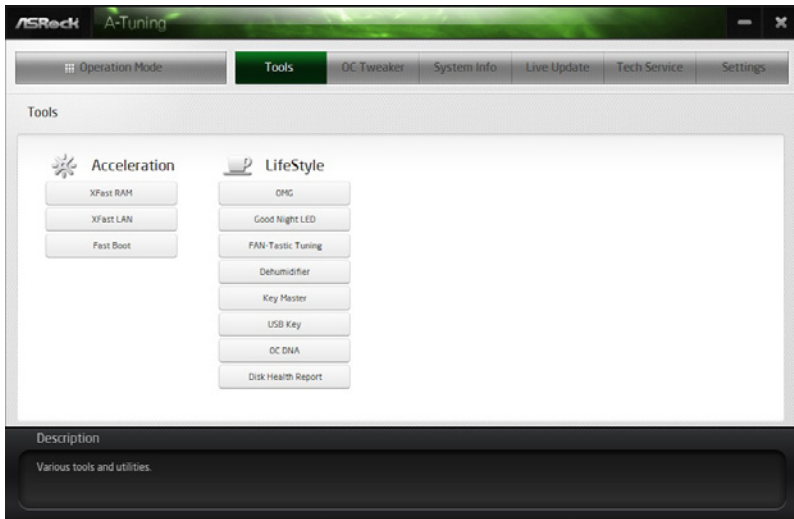 ASRock A-Tuning
Operation Mode Tools OC Tweaker System Info Live Update Tech Service Settings
Tools
Acceleration
XFast RAM
XFast LAN
Fast Boot
LifeStyle
OMG
Good Night LED
FAN-Tastic Tuning
Dehumidifier
Key Master
USB Key
OC DNA
Disk Health Report
Description
Various tools and utilities.